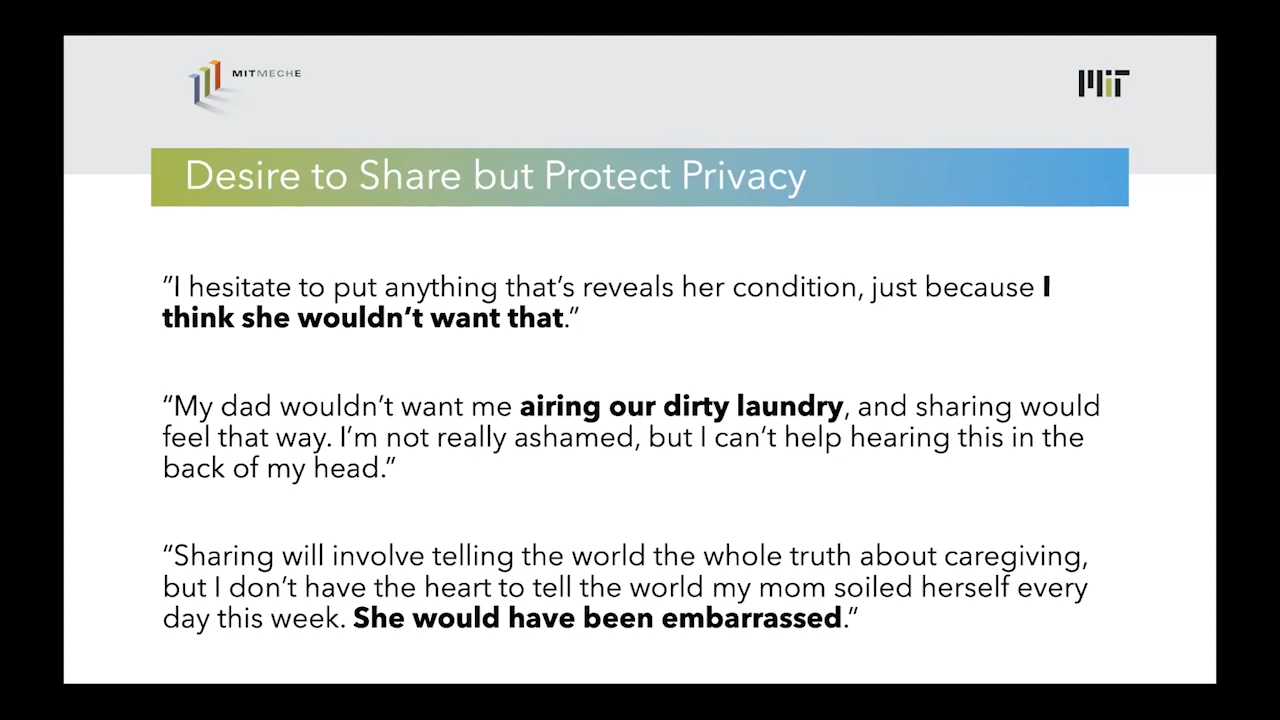 MITMECHE
MIT
Desire to Share but Protect Privacy
”I hesitate to put anything that’s reveals her condition, just because I
think she wouldn’t want that.”
“My dad wouldn’t want me airing our dirty laundry, and sharing would
feel that way. I’m not really ashamed, but I can’t help hearing this in the
back of my head.”
“Sharing will involve telling the world the whole truth about caregiving,
but I don’t have the heart to tell the world my mom soiled herself every
day this week. She would have been embarrassed.”